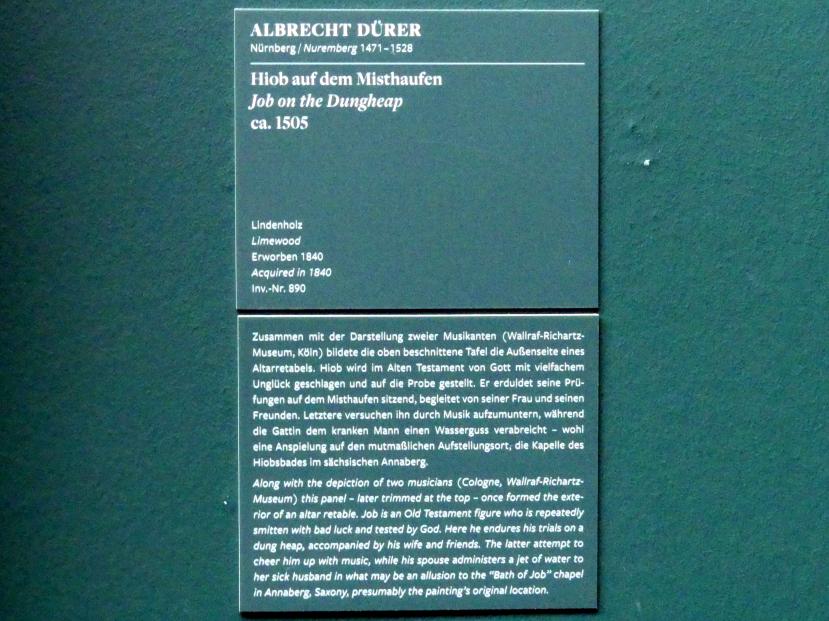 ALBRECHT DÜRER
Nürnberg / Nuremberg 1471–1528
Hiob auf dem Misthaufen
Job on the Dungheap
ca. 1505
Lindenholz
Limewood
Erworben 1840
Acquired in 1840
Inv.-Nr. 890
Zusammen mit der Darstellung zweier Musikanten (Wallraf-Richartz-
Museum, Köln) bildete die oben beschnittene Tafel die Außenseite eines
Altarretabels. Hiob wird im Alten Testament von Gott mit vielfachem
Unglück geschlagen und auf die Probe gestellt. Er erduldet seine Prü-
fungen auf dem Misthaufen sitzend, begleitet von seiner Frau und seinen
Freunden. Letztere versuchen ihn durch Musik aufzumuntern, während
die Gattin dem kranken Mann einen Wasserguss verabreicht – wohl
eine Anspielung auf den mutmaßlichen Aufstellungsort, die Kapelle des
Hiobsbades im sächsischen Annaberg.
Along with the depiction of two musicians (Cologne, Wallraf-Richartz-
Museum) this panel – later trimmed at the top – once formed the exte-
rior of an altar retable. Job is an Old Testament figure who is repeatedly
smitten with bad luck and tested by God. Here he endures his trials on a
dung heap, accompanied by his wife and friends. The latter attempt to
cheer him up with music, while his spouse administers a jet of water to
her sick husband in what may be an allusion to the “Bath of Job” chapel
in Annaberg, Saxony, presumably the painting’s original location.